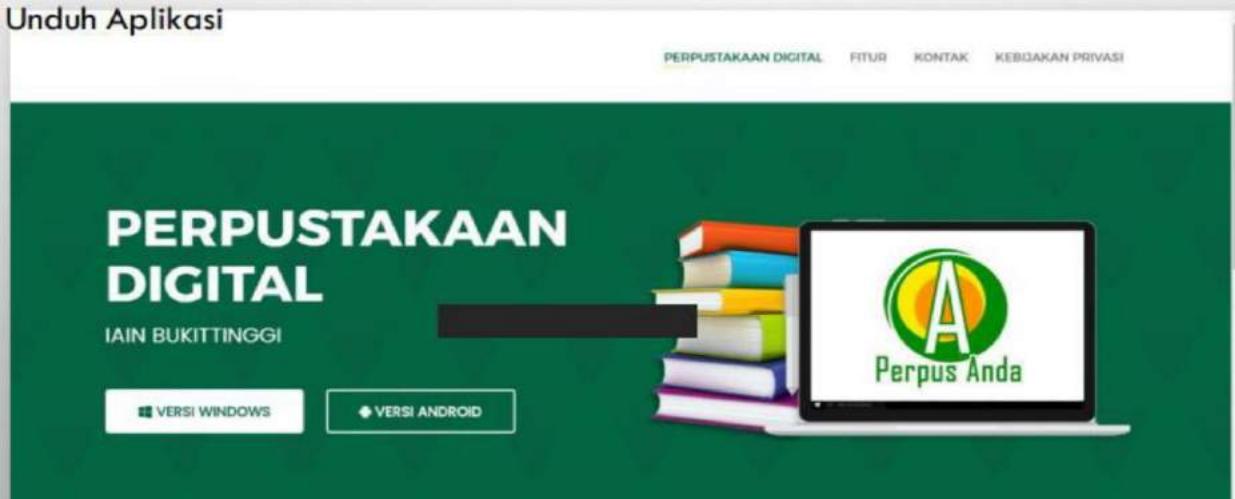 Unduh Aplikasi
PERPUSTAKAAN DIGITAL FITUR KONTAK KEBIJAKAN PRIVASI
PERPUSTAKAAN
DIGITAL
IAIN BUKITTINGGI
VERSI WINDOWS VERSI ANDROID
A
Perpus Anda